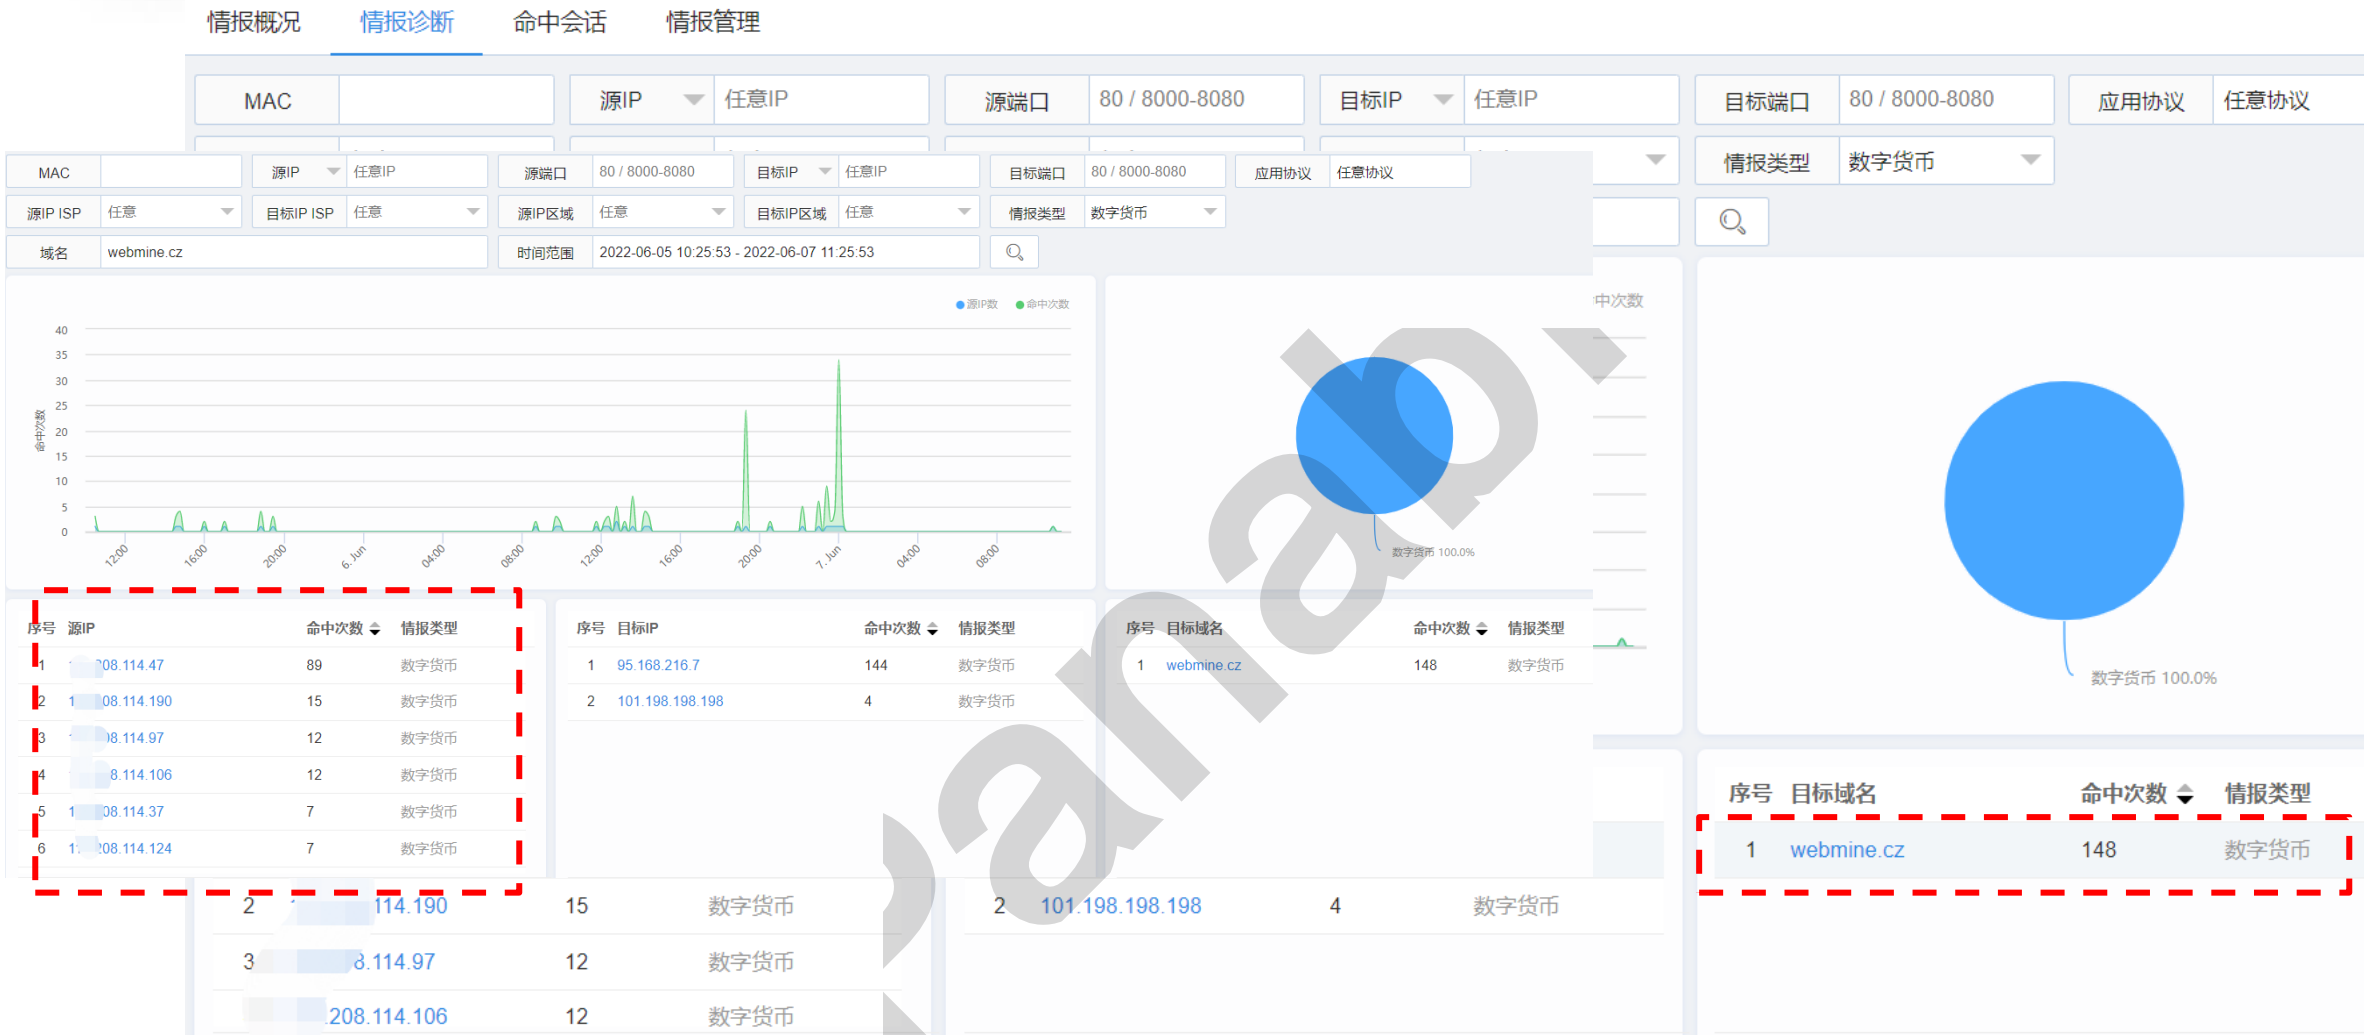 情报概况 情报诊断 命中会话 情报管理
MAC 源IP 任意IP 源端口 80 / 8000-8080 目标IP 任意IP 目标端口 80 / 8000-8080 应用协议 任意协议
情报类型 数字货币
MAC 源IP 任意IP 源端口 80 / 8000-8080 目标IP 任意IP 目标端口 80 / 8000-8080 应用协议 任意协议
源IP ISP 任意 目标IP ISP 任意 源IP区域 任意 目标IP区域 任意 情报类型 数字货币
域名 webmine.cz 时间范围 2022-06-05 10:25:53 - 2022-06-07 11:25:53
源IP数 命中次数
中次数
命中次数
40
35
30
25
20
15
10
5
0
12:00 16:00 20:00 6. Jun 04:00 08:00 12:00 16:00 20:00 7. Jun 04:00 08:00
数字货币 100.0%
数字货币 100.0%
序号 源IP 命中次数 情报类型
1 208.114.47 89 数字货币
2 1 08.114.190 15 数字货币
3 08.114.97 12 数字货币
4 8.114.106 12 数字货币
5 1 08.114.37 7 数字货币
6 11 208.114.124 7 数字货币
序号 目标IP 命中次数 情报类型
1 95.168.216.7 144 数字货币
2 101.198.198.198 4 数字货币
序号 目标域名 命中次数 情报类型
1 webmine.cz 148 数字货币
序号 目标域名 命中次数 情报类型
1 webmine.cz 148 数字货币
2 114.190 15 数字货币
3 8.114.97 12 数字货币
.208.114.106 12 数字货币
2 101.198.198.198 4 数字货币
anab